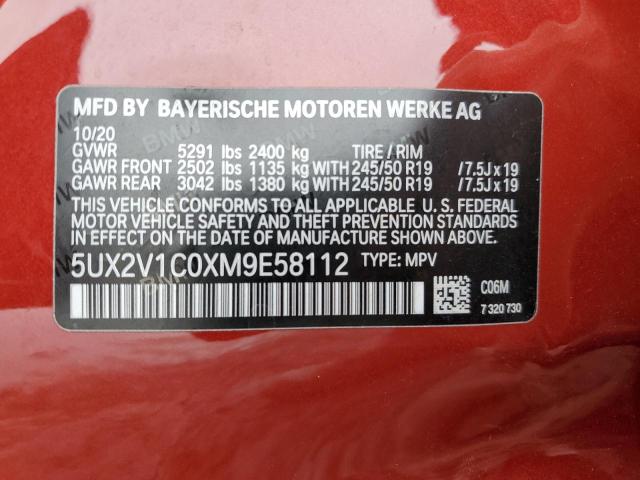 MFD BY BAYERISCHE MOTOREN WERKE AG
10/20
GVWR 5291 lbs 2400 kg TIRE / RIM
GAWR FRONT 2502 lbs 1135 kg WITH 245/50 R19 /7.5J x 19
GAWR REAR 3042 lbs 1380 kg WITH 245/50 R19 /7.5J x 19
THIS VEHICLE CONFORMS TO ALL APPLICABLE U. S. FEDERAL
MOTOR VEHICLE SAFETY AND THEFT PREVENTION STANDARDS
IN EFFECT ON THE DATE OF MANUFACTURE SHOWN ABOVE.
5UX2V1C0XM9E58112 TYPE: MPV
C06M
7 320 730